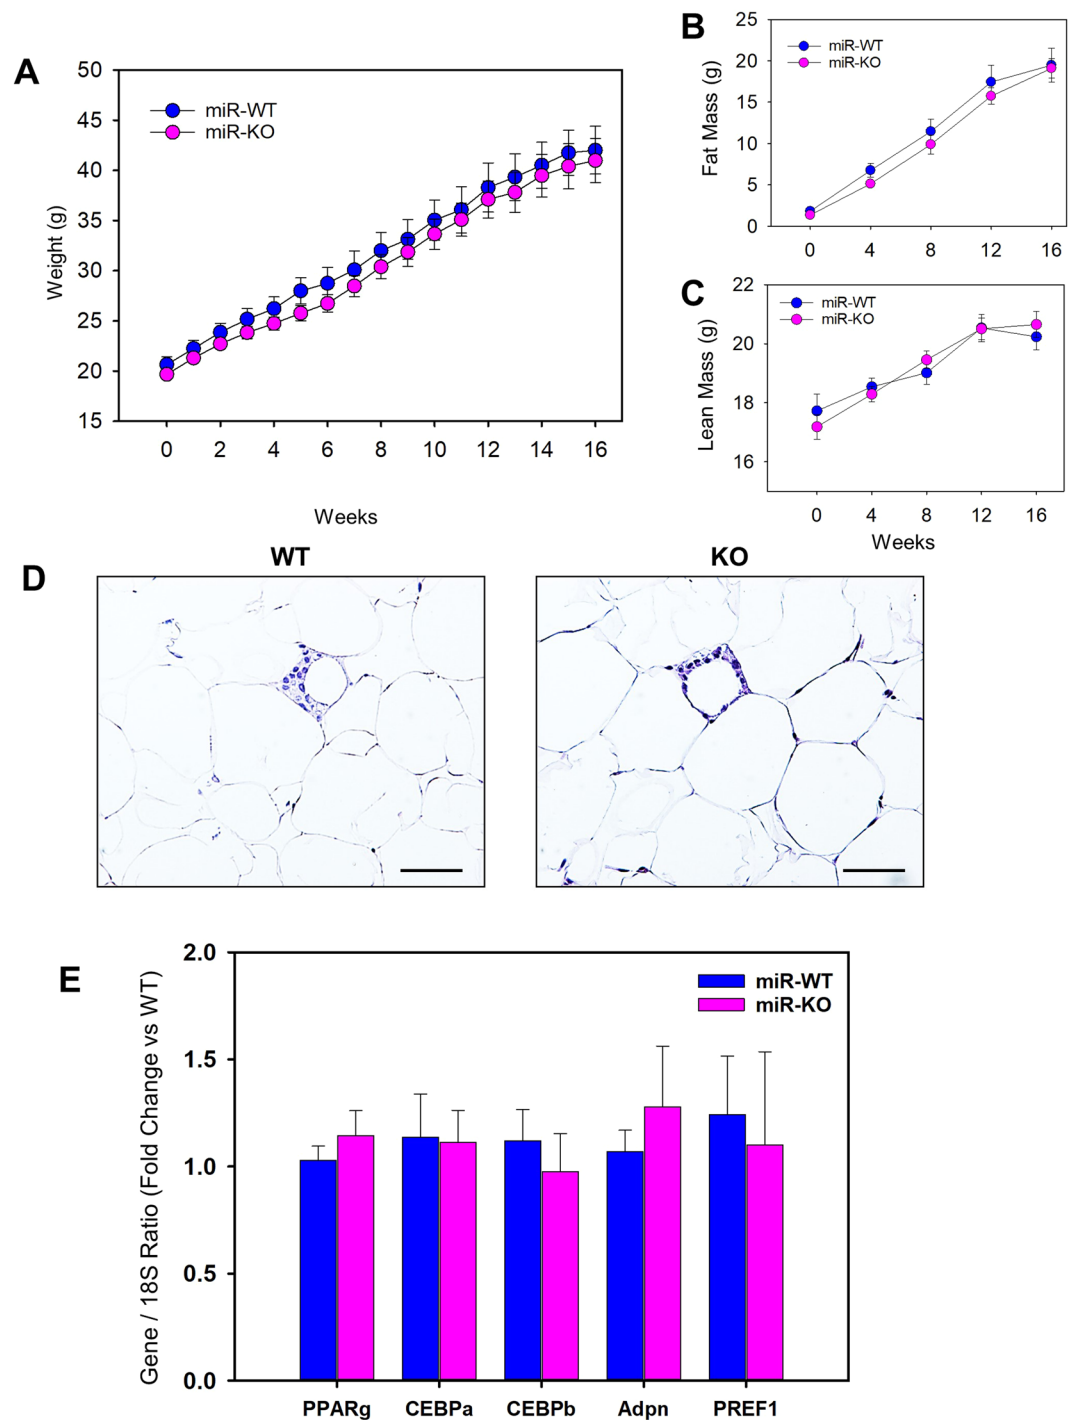 A
50
45
40
35
30
25
20
15
Weight (g)
miR-WT
miR-KO
0 2 4 6 8 10 12 14 16
Weeks
B
25
20
15
10
5
0
Fat Mass (g)
miR-WT
miR-KO
0 4 8 12 16
C
22
20
18
16
Lean Mass (g)
miR-WT
miR-KO
0 4 8 12 16
Weeks
D
WT
KO
E
2.0
1.5
1.0
0.5
0.0
Gene / 18S Ratio (Fold Change vs WT)
miR-WT
miR-KO
PPARg CEBPa CEBPb Adpn PREF1